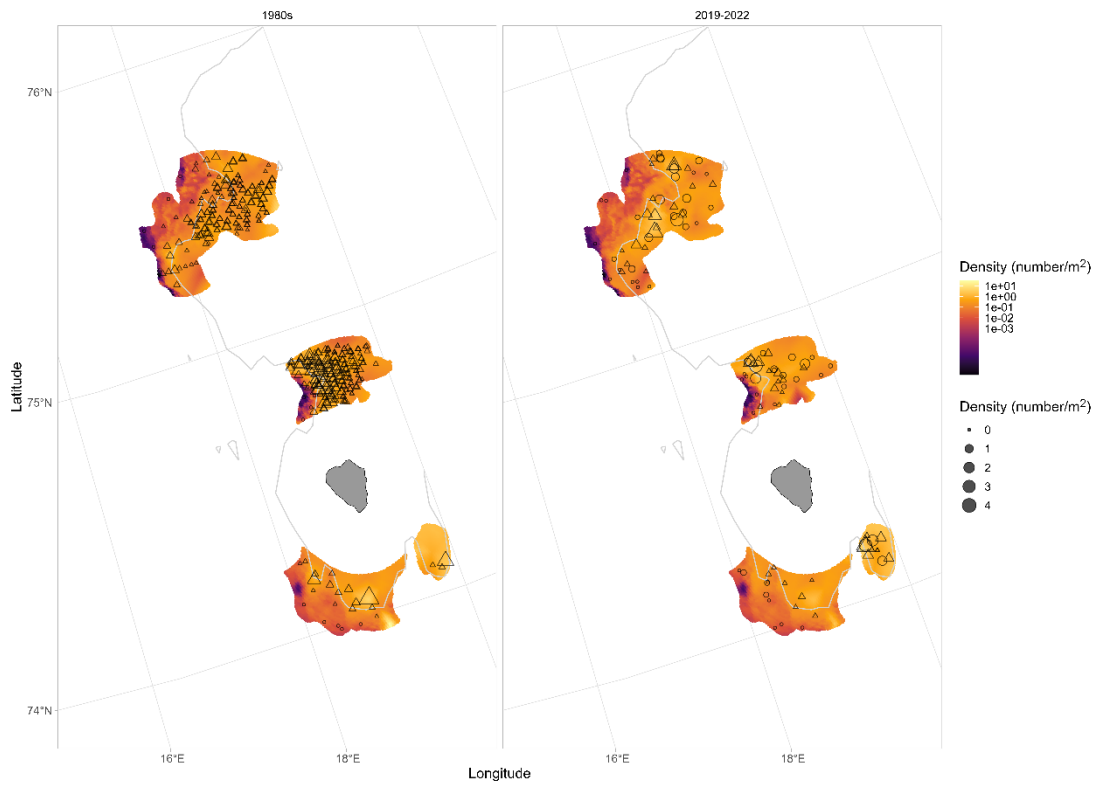 1980s
2019-2022
76°N
75°N
74°N
Latitude
16°E
18°E
16°E
18°E
Longitude
Density (number/m²)
1e+01
1e+00
1e-01
1e-02
1e-03
Density (number/m²)
0
1
2
3
4